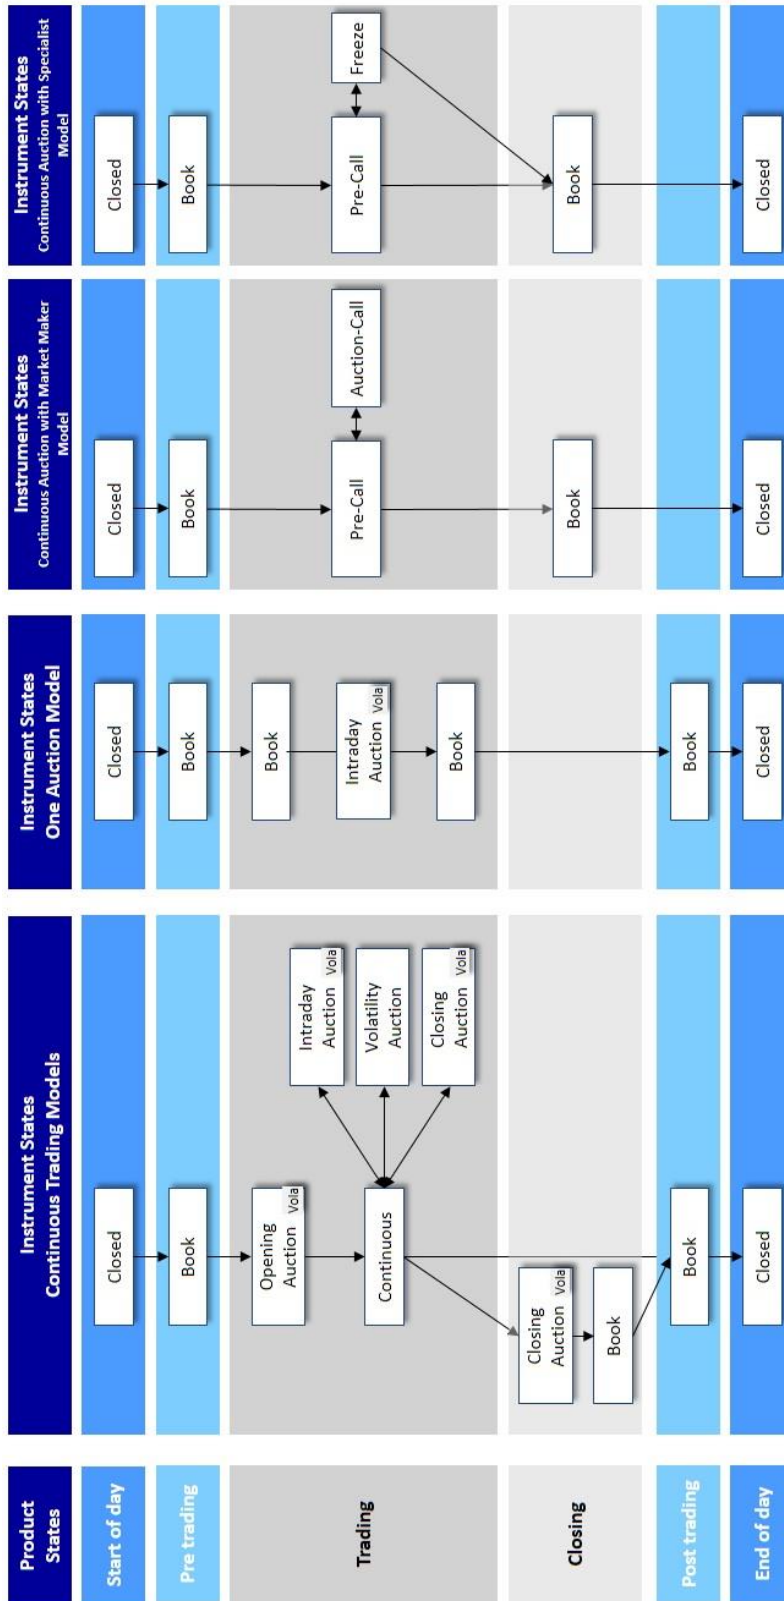 Product
States
Start of day
Pre trading
Trading
Closing
Post trading
End of day
Instrument States
Continuous Trading Models
Closed
Book
Opening
Auction
Vola
Continuous
Intraday
Auction
Vola
Volatility
Auction
Closing
Auction
Vola
Closing
Auction
Vola
Book
Book
Closed
Instrument States
One Auction Model
Closed
Book
Book
Intraday
Auction
Vola
Book
Book
Closed
Instrument States
Continuous Auction with Market Maker
Model
Closed
Book
Pre-Call
Auction-Call
Book
Closed
Instrument States
Continuous Auction with Specialist
Model
Closed
Book
Pre-Call
Freeze
Book
Closed